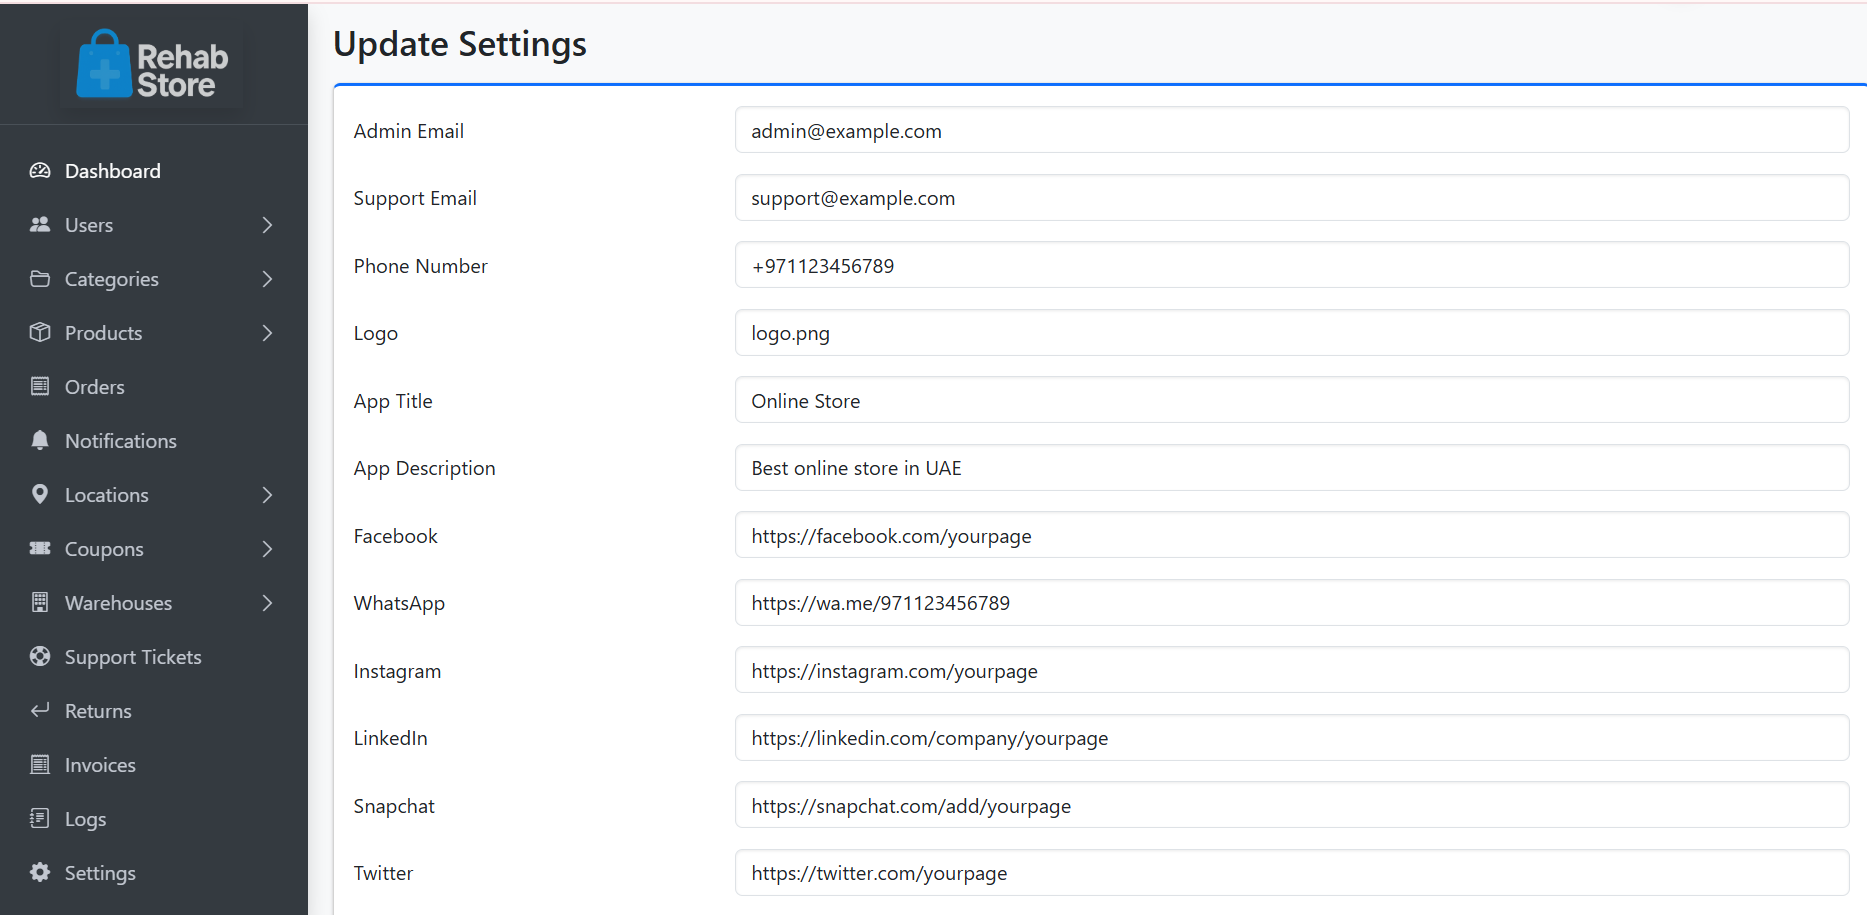 Rehab
Store
Dashboard
Users
Categories
Products
Orders
Notifications
Locations
Coupons
Warehouses
Support Tickets
Returns
Invoices
Logs
Settings
Update Settings
Admin Email admin@example.com
Support Email support@example.com
Phone Number +971123456789
Logo logo.png
App Title Online Store
App Description Best online store in UAE
Facebook https://facebook.com/yourpage
WhatsApp https://wa.me/971123456789
Instagram https://instagram.com/yourpage
LinkedIn https://linkedin.com/company/yourpage
Snapchat https://snapchat.com/add/yourpage
Twitter https://twitter.com/yourpage